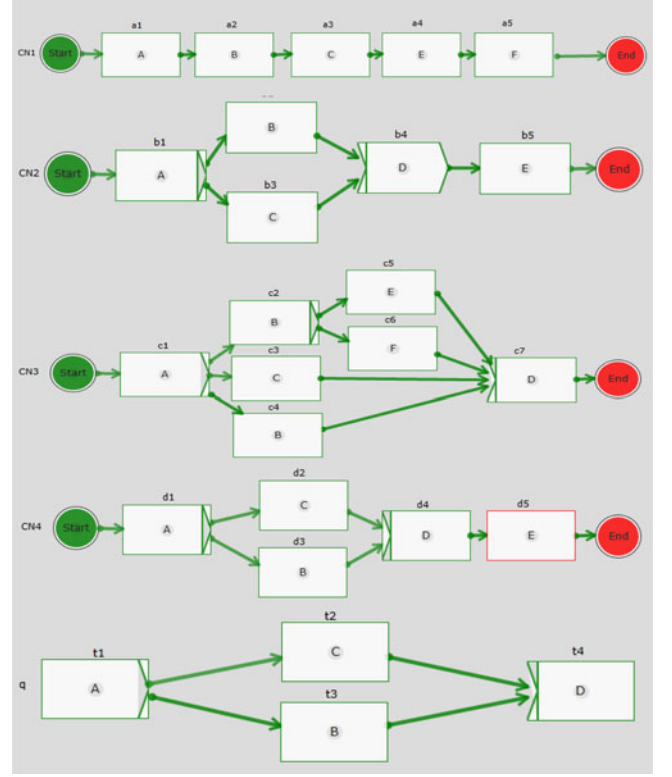 a1 a2 a3 a4 a5
CN1 Start A B C E F End
B
b1 b4 b5
CN2 Start A D E End
b3
C
c5
E
c2
B
c6
F
c1 c3 c7
CN3 Start A C D End
c4
B
d2
C
d1 d4 d5
CN4 Start A D E End
d3
B
t2
C
t1 t4
q A D
t3
B